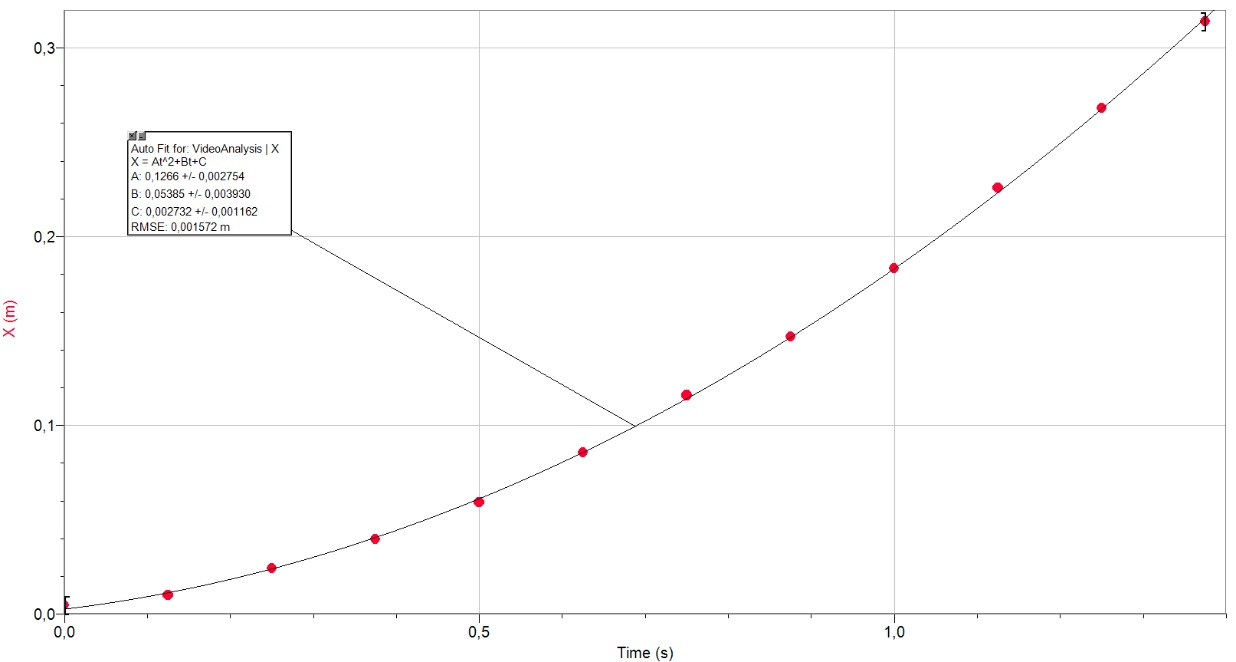 0,3
Auto Fit for: VideoAnalysis | X
X = At^2+Bt+C
A: 0,1266 +/- 0,002754
B: 0,05385 +/- 0,003930
C: 0,002732 +/- 0,001162
RMSE: 0,001572 m
0,2
X (m)
0,1
0,0
0,0 0,5 1,0
Time (s)